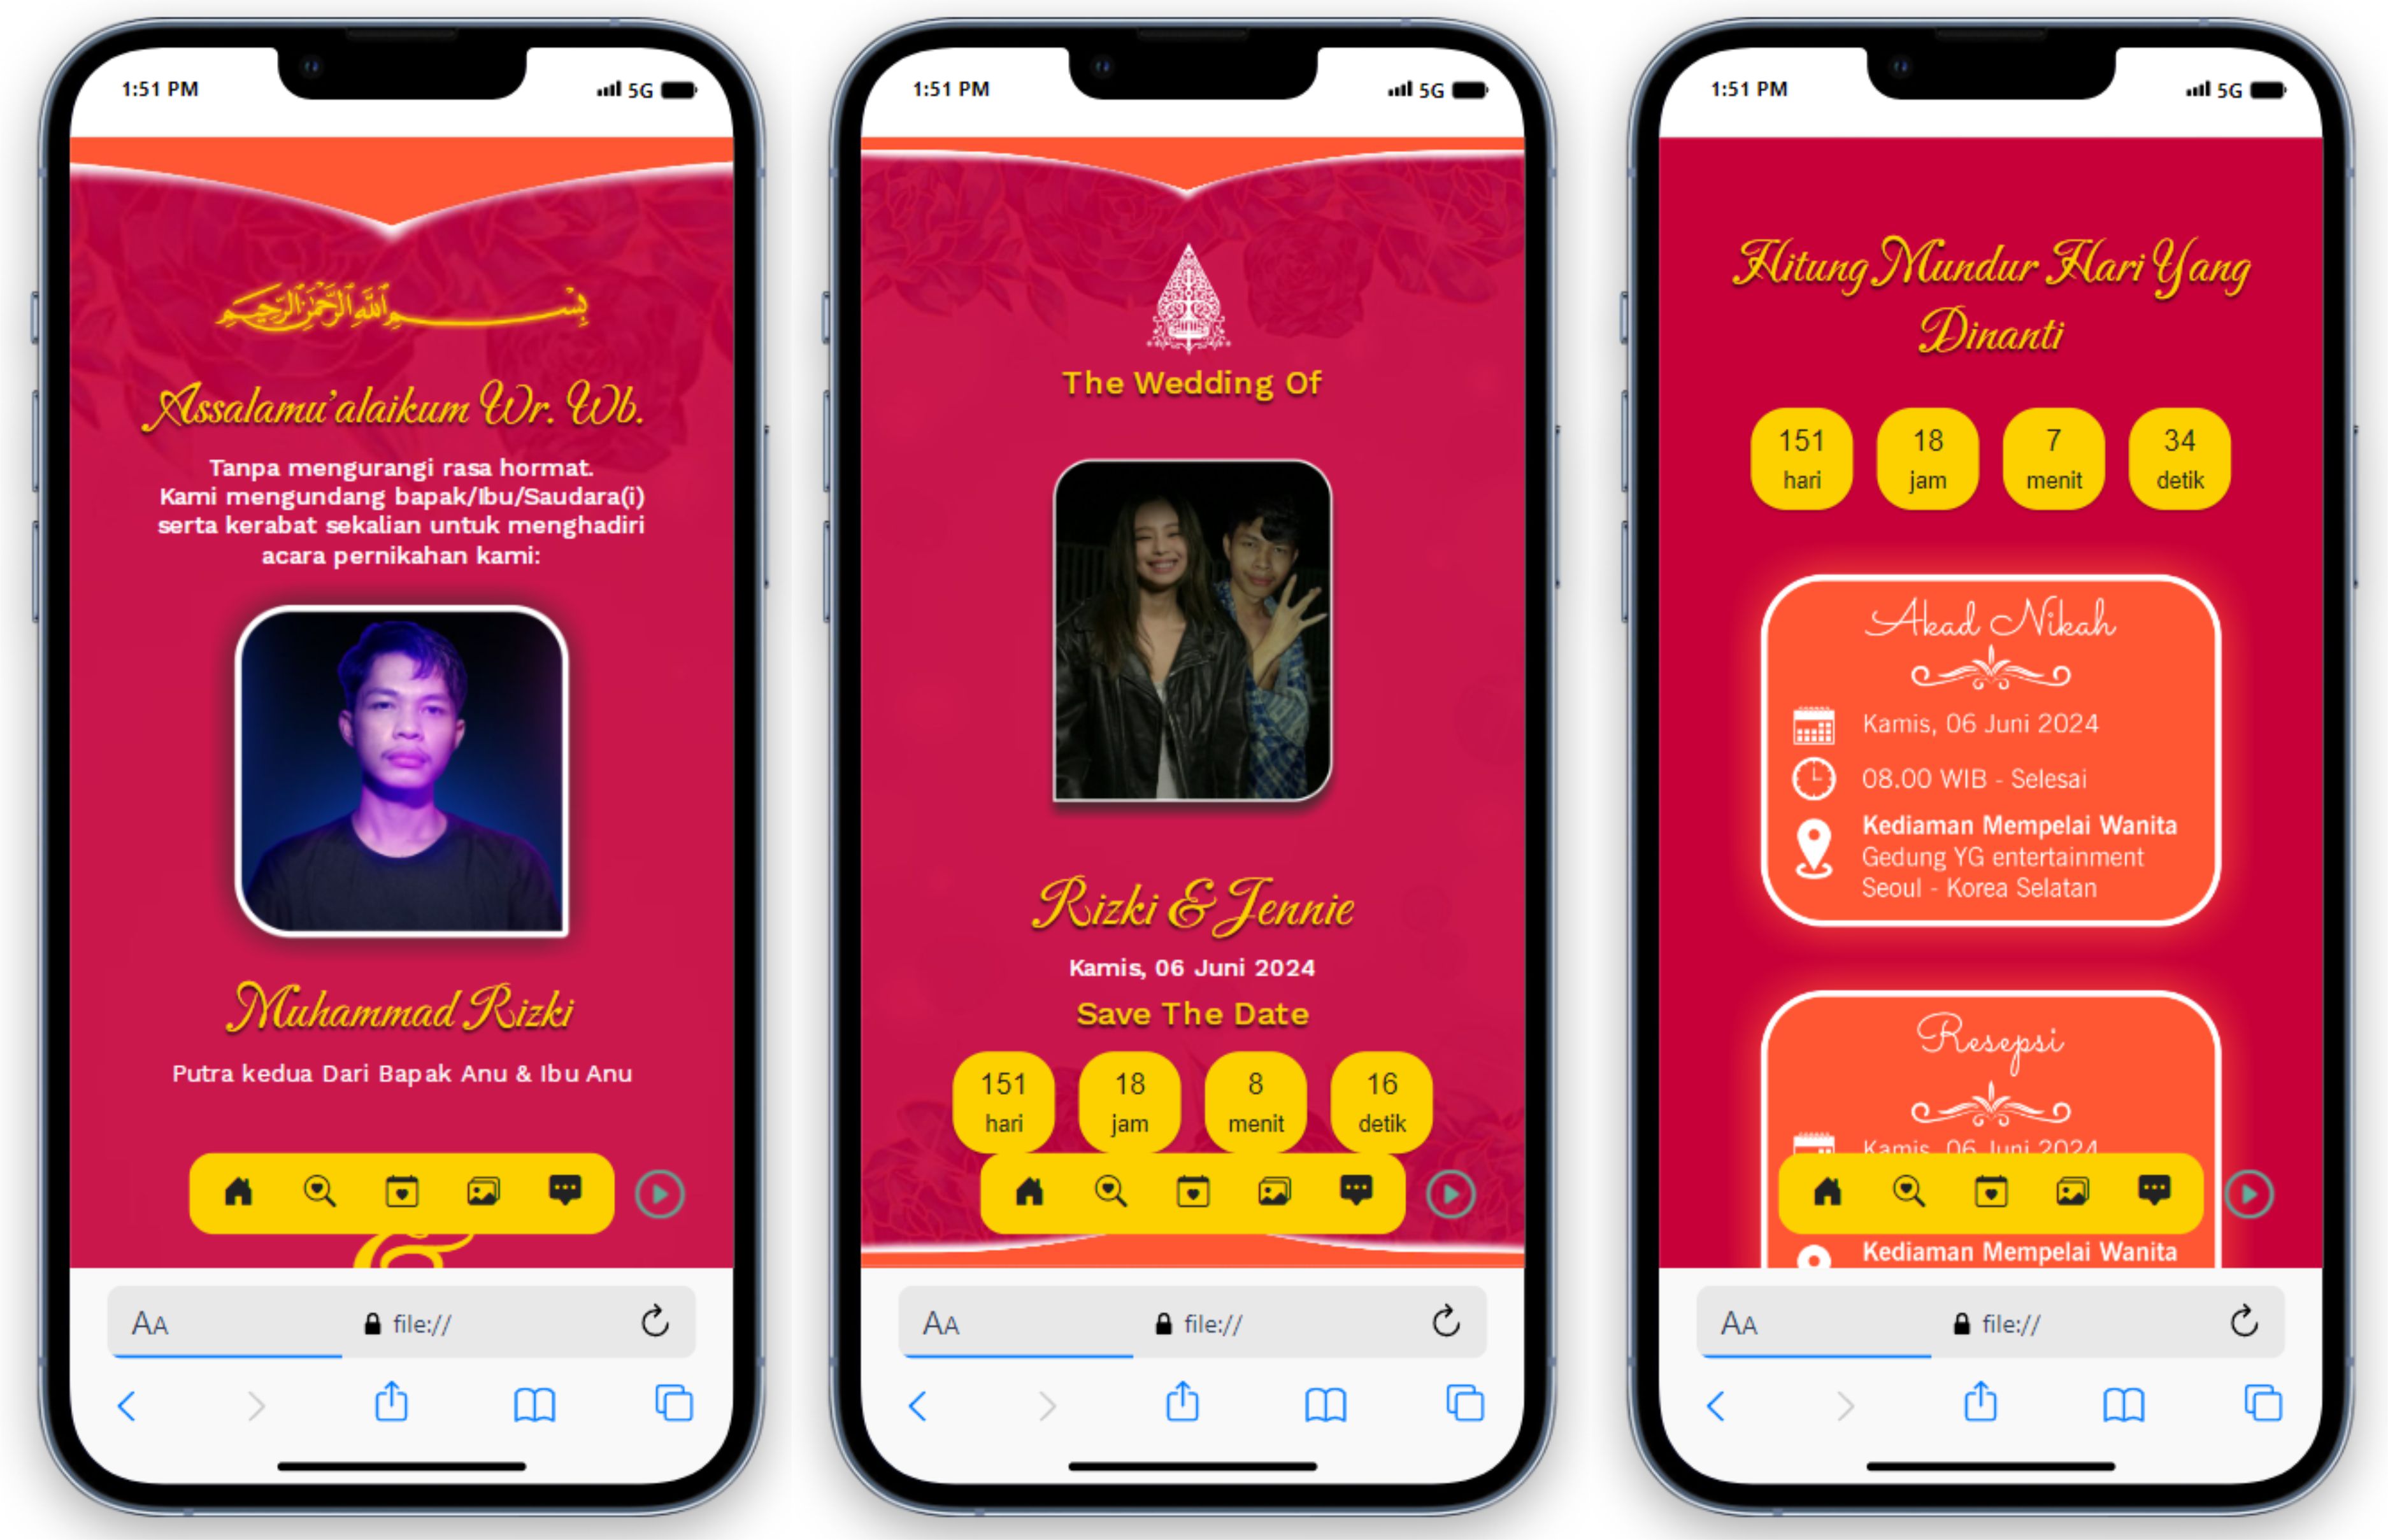 1:51 PM
5G
بِسْمِ اللَّهِ الرَّحْمَٰنِ الرَّحِيمِ
Assalamu'alaikum Wr. Wb.
Tanpa mengurangi rasa hormat.
Kami mengundang bapak/Ibu/Saudara(i)
serta kerabat sekalian untuk menghadiri
acara pernikahan kami:
Muhammad Rizki
Putra kedua Dari Bapak Anu & Ibu Anu
&
AA
file://
1:51 PM
5G
The Wedding Of
Rizki & Jennie
Kamis, 06 Juni 2024
Save The Date
151 18 8 16
hari jam menit detik
AA
file://
1:51 PM
5G
Hitung Mundur Hari Yang
Dinanti
151 18 7 34
hari jam menit detik
Akad Nikah
Kamis, 06 Juni 2024
08.00 WIB - Selesai
Kediaman Mempelai Wanita
Gedung YG entertainment
Seoul - Korea Selatan
Resepsi
Kamis, 06 Juni 2024
Kediaman Mempelai Wanita
AA
file://